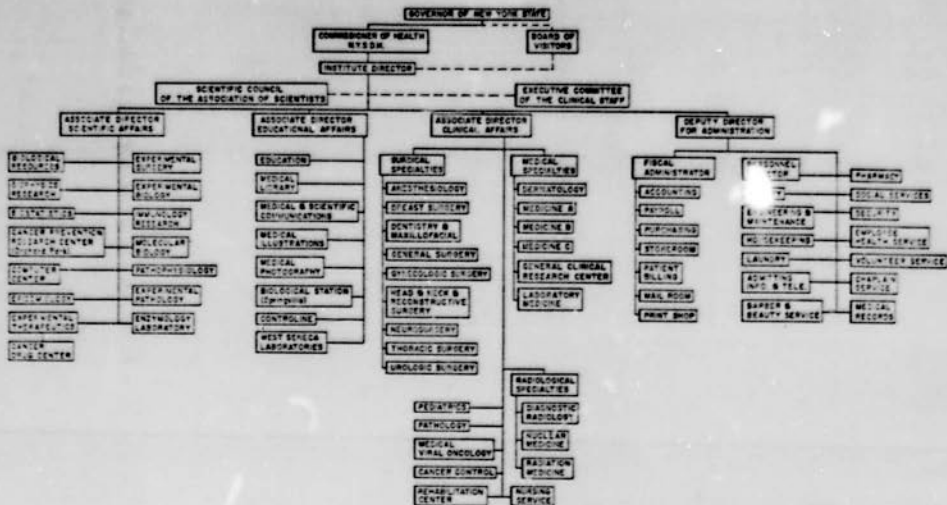 GOVERNOR OF NEW YORK STATE
COMMISSIONER OF HEALTH
N.Y.S.D.H.
BOARD OF
VISITORS
INSTITUTE DIRECTOR
SCIENTIFIC COUNCIL
OF THE ASSOCIATION OF SCIENTISTS
EXECUTIVE COMMITTEE
OF THE CLINICAL STAFF
ASSOCIATE DIRECTOR
SCIENTIFIC AFFAIRS
BIOLOGICAL
RESOURCES
BIOPHYSICS
RESEARCH
BIOSTATISTICS
CANCER PREVENTION
RESEARCH CENTER
COMPUTER
CENTER
EPIDEMIOLOGY
EXPERIMENTAL
THERAPEUTICS
CANCER
DRUG CENTER
EXPERIMENTAL
SURGERY
EXPERIMENTAL
BIOLOGY
IMMUNOLOGY
RESEARCH
MOLECULAR
BIOLOGY
PATHOPHYSIOLOGY
EXPERIMENTAL
PATHOLOGY
ENZYMOLOGY
LABORATORY
ASSOCIATE DIRECTOR
EDUCATIONAL AFFAIRS
EDUCATION
MEDICAL
LIBRARY
MEDICAL & SCIENTIFIC
COMMUNICATIONS
MEDICAL
ILLUSTRATIONS
MEDICAL
PHOTOGRAPHY
BIOLOGICAL STATION
(Springville)
CONTROLINE
WEST SENECA
LABORATORIES
ASSOCIATE DIRECTOR
CLINICAL AFFAIRS
SURGICAL
SPECIALTIES
ANESTHESIOLOGY
BREAST SURGERY
DENTISTRY &
MAXILLOFACIAL
GENERAL SURGERY
GYNECOLOGIC SURGERY
HEAD & NECK &
RECONSTRUCTIVE
SURGERY
NEUROSURGERY
THORACIC SURGERY
UROLOGIC SURGERY
MEDICAL
SPECIALTIES
DERMATOLOGY
MEDICINE A
MEDICINE B
MEDICINE C
GENERAL CLINICAL
RESEARCH CENTER
LABORATORY
MEDICINE
PEDIATRICS
PATHOLOGY
MEDICAL
VIRAL ONCOLOGY
CANCER CONTROL
REHABILITATION
CENTER
RADIOLOGICAL
SPECIALTIES
DIAGNOSTIC
RADIOLOGY
NUCLEAR
MEDICINE
RADIATION
MEDICINE
NURSING
SERVICE
DEPUTY DIRECTOR
FOR ADMINISTRATION
FISCAL
ADMINISTRATOR
ACCOUNTING
PAYROLL
PURCHASING
STOREROOM
PATIENT
BILLING
MAIL ROOM
PRINT SHOP
PERSONNEL
ENGINEERING &
MAINTENANCE
HOUSEKEEPING
LAUNDRY
ADMITTING
INFO. & TELE.
BARBER &
BEAUTY SERVICE
PHARMACY
SOCIAL SERVICES
SECURITY
EMPLOYEE
HEALTH SERVICE
VOLUNTEER SERVICE
CHAPLAIN
SERVICE
MEDICAL
RECORDS